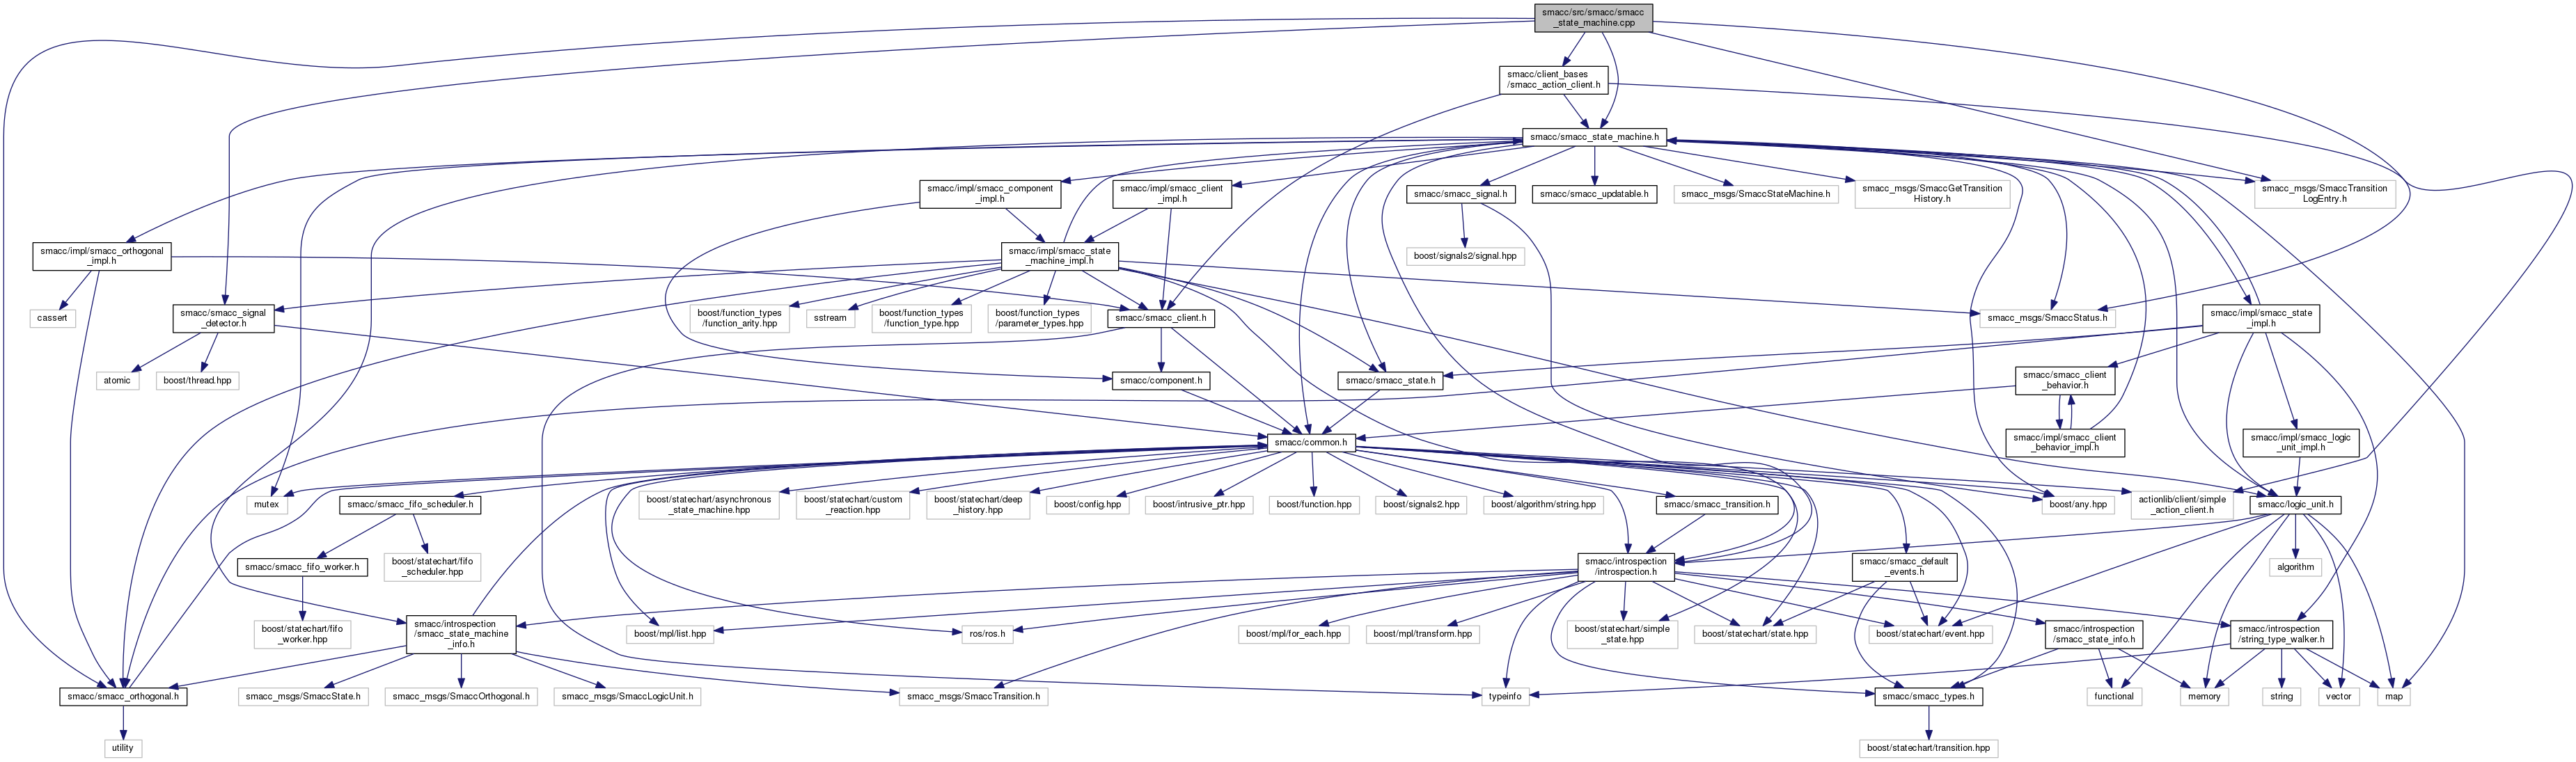 smacc/src/smacc/smacc
_state_machine.cpp
smacc/client_bases
/smacc_action_client.h
smacc/smacc_state_machine.h
smacc/impl/smacc_component
_impl.h
smacc/impl/smacc_client
_impl.h
smacc/smacc_signal.h
smacc/smacc_updatable.h
smacc_msgs/SmaccStateMachine.h
smacc_msgs/SmaccGetTransition
History.h
smacc_msgs/SmaccTransition
LogEntry.h
smacc/impl/smacc_orthogonal
_impl.h
smacc/impl/smacc_state
_machine_impl.h
boost/signals2/signal.hpp
cassert
smacc/smacc_signal
_detector.h
boost/function_types
/function_arity.hpp
sstream
boost/function_types
/function_type.hpp
boost/function_types
/parameter_types.hpp
smacc/smacc_client.h
smacc_msgs/SmaccStatus.h
smacc/impl/smacc_state
_impl.h
atomic
boost/thread.hpp
smacc/component.h
smacc/smacc_state.h
smacc/smacc_client
_behavior.h
smacc/common.h
smacc/impl/smacc_client
_behavior_impl.h
smacc/impl/smacc_logic
_unit_impl.h
mutex
smacc/smacc_fifo_scheduler.h
boost/statechart/asynchronous
_state_machine.hpp
boost/statechart/custom
_reaction.hpp
boost/statechart/deep
_history.hpp
boost/config.hpp
boost/intrusive_ptr.hpp
boost/function.hpp
boost/signals2.hpp
boost/algorithm/string.hpp
smacc/smacc_transition.h
boost/any.hpp
actionlib/client/simple
_action_client.h
smacc/logic_unit.h
smacc/smacc_fifo_worker.h
boost/statechart/fifo
_scheduler.hpp
smacc/introspection
/introspection.h
smacc/smacc_default
_events.h
algorithm
boost/statechart/fifo
_worker.hpp
smacc/introspection
/smacc_state_machine
_info.h
boost/mpl/list.hpp
ros/ros.h
boost/mpl/for_each.hpp
boost/mpl/transform.hpp
boost/statechart/simple
_state.hpp
boost/statechart/state.hpp
boost/statechart/event.hpp
smacc/introspection
/smacc_state_info.h
smacc/introspection
/string_type_walker.h
smacc/smacc_orthogonal.h
smacc_msgs/SmaccState.h
smacc_msgs/SmaccOrthogonal.h
smacc_msgs/SmaccLogicUnit.h
smacc_msgs/SmaccTransition.h
typeinfo
smacc/smacc_types.h
functional
memory
string
vector
map
utility
boost/statechart/transition.hpp